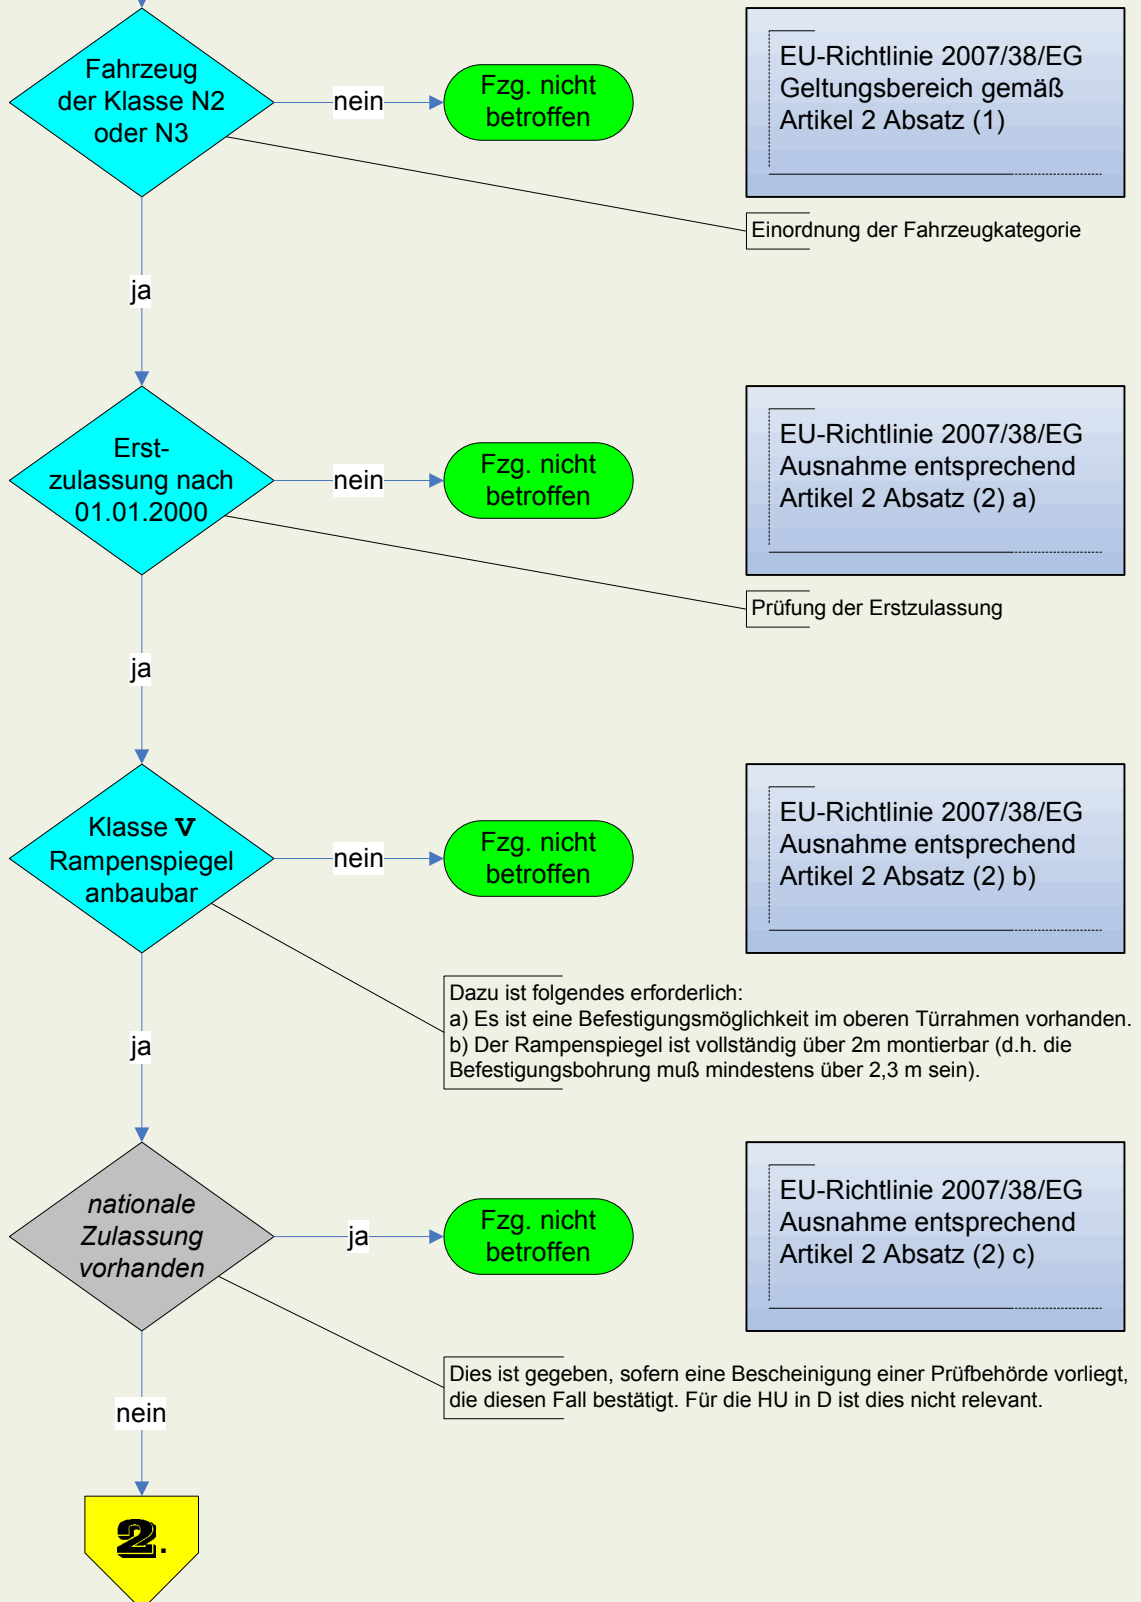 Fahrzeug
der Klasse N2
oder N3
nein
Fzg. nicht
betroffen
EU-Richtlinie 2007/38/EG
Geltungsbereich gemäß
Artikel 2 Absatz (1)
Einordnung der Fahrzeugkategorie
ja
Erst-
zulassung nach
01.01.2000
nein
Fzg. nicht
betroffen
EU-Richtlinie 2007/38/EG
Ausnahme entsprechend
Artikel 2 Absatz (2) a)
Prüfung der Erstzulassung
ja
Klasse V
Rampenspiegel
anbaubar
nein
Fzg. nicht
betroffen
EU-Richtlinie 2007/38/EG
Ausnahme entsprechend
Artikel 2 Absatz (2) b)
Dazu ist folgendes erforderlich:
a) Es ist eine Befestigungsmöglichkeit im oberen Türrahmen vorhanden.
b) Der Rampenspiegel ist vollständig über 2m montierbar (d.h. die
Befestigungsbohrung muß mindestens über 2,3 m sein).
ja
nationale
Zulassung
vorhanden
ja
Fzg. nicht
betroffen
EU-Richtlinie 2007/38/EG
Ausnahme entsprechend
Artikel 2 Absatz (2) c)
Dies ist gegeben, sofern eine Bescheinigung einer Prüfbehörde vorliegt,
die diesen Fall bestätigt. Für die HU in D ist dies nicht relevant.
nein
2.